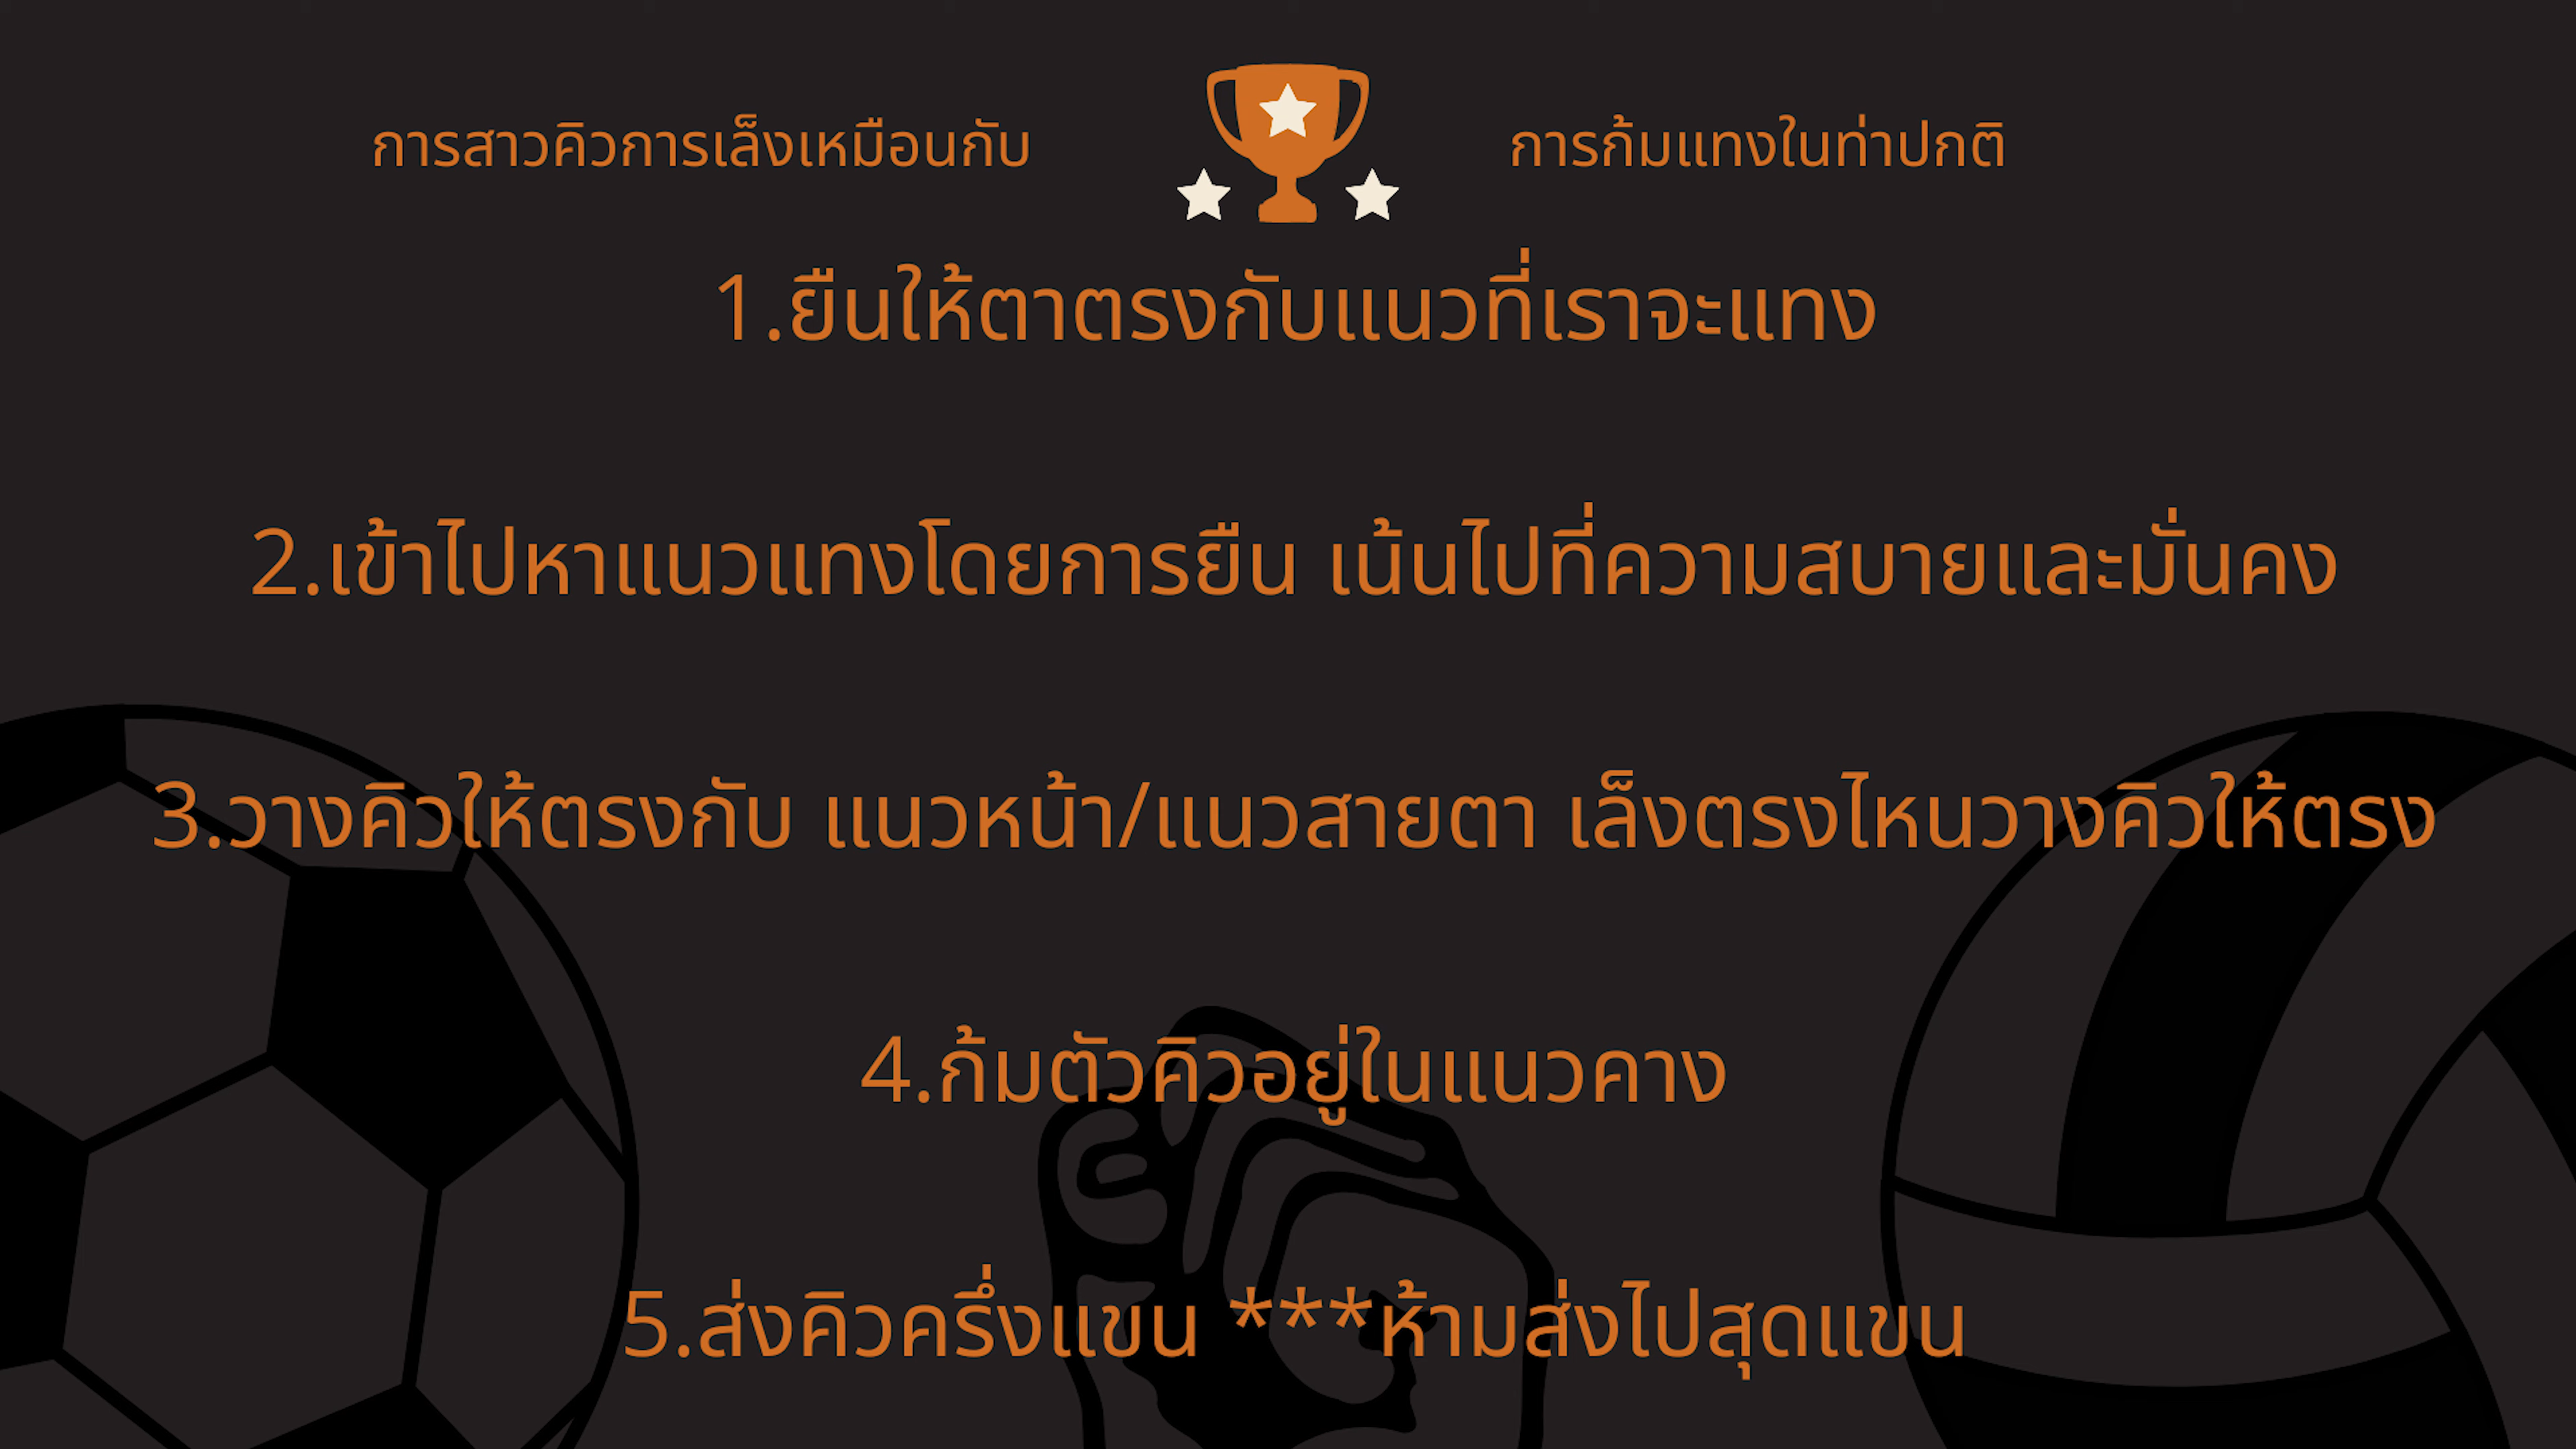 การสาวคิวการเล็งเหมือนกับ การก้มแทงในท่าปกติ
1.ยืนให้ตาตรงกับแนวที่เราจะแทง
2.เข้าไปหาแนวแทงโดยการยืน เน้นไปที่ความสบายและมั่นคง
3.วางคิวให้ตรงกับ แนวหน้า/แนวสายตา เล็งตรงไหนวางคิวให้ตรง
4.ก้มตัวคิวอยู่ในแนวคาง
5.ส่งคิวครึ่งแขน ***ห้ามส่งไปสุดแขน